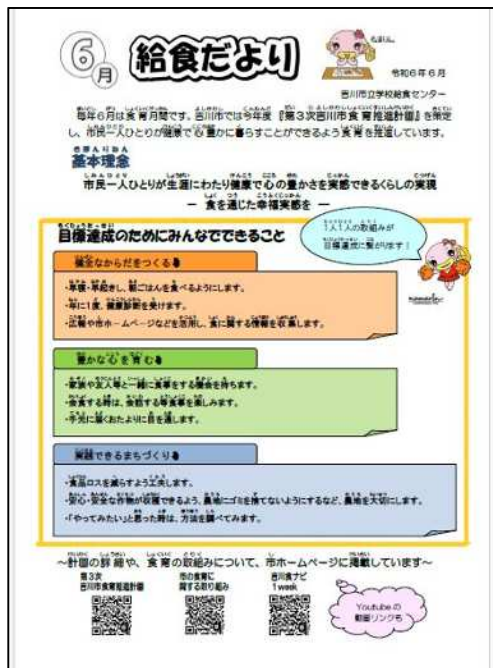 6月
給食だより
令和6年6月
吉川市立学校給食センター
毎年6月は食育月間です。吉川市では今年度『第3次吉川市食育推進計画』を策定
し、市民一人ひとりが健康で心豊かに暮らすことができるよう食育を推進しています。
基本理念
市民一人ひとりが生涯にわたり健康で心の豊かさを実感できるくらしの実現
ー 食を通じた幸福実感を ー
目標達成のためにみんなでできること
1人1人の取組みが
目標達成に繋がります！
健全なからだをつくる
・早寝・早起きし、朝ごはんを食べるようにします。
・年に1度、健康診断を受けます。
・広報や市ホームページなどを活用し、食に関する情報を収集します。
豊かな心を育む
・家族や友人等と一緒に食事をする機会を持ちます。
・会食する時は、会話する等食事を楽しみます。
・手元に届くおたよりに目を通します。
実践できるまちづくり
・食品ロスを減らすよう工夫します。
・安心・安全な作物が収穫できるよう、農地にゴミを捨てないようにするなど、農地を大切にします。
・「やってみたい」と思った時は、方法を調べてみます。
～計画の詳細や、食育の取組みについて、市ホームページに掲載しています～
第3次
吉川市食育推進計画
市の食育に
関する取り組み
吉川食ナビ
1week
Youtubeの
動画リンクも